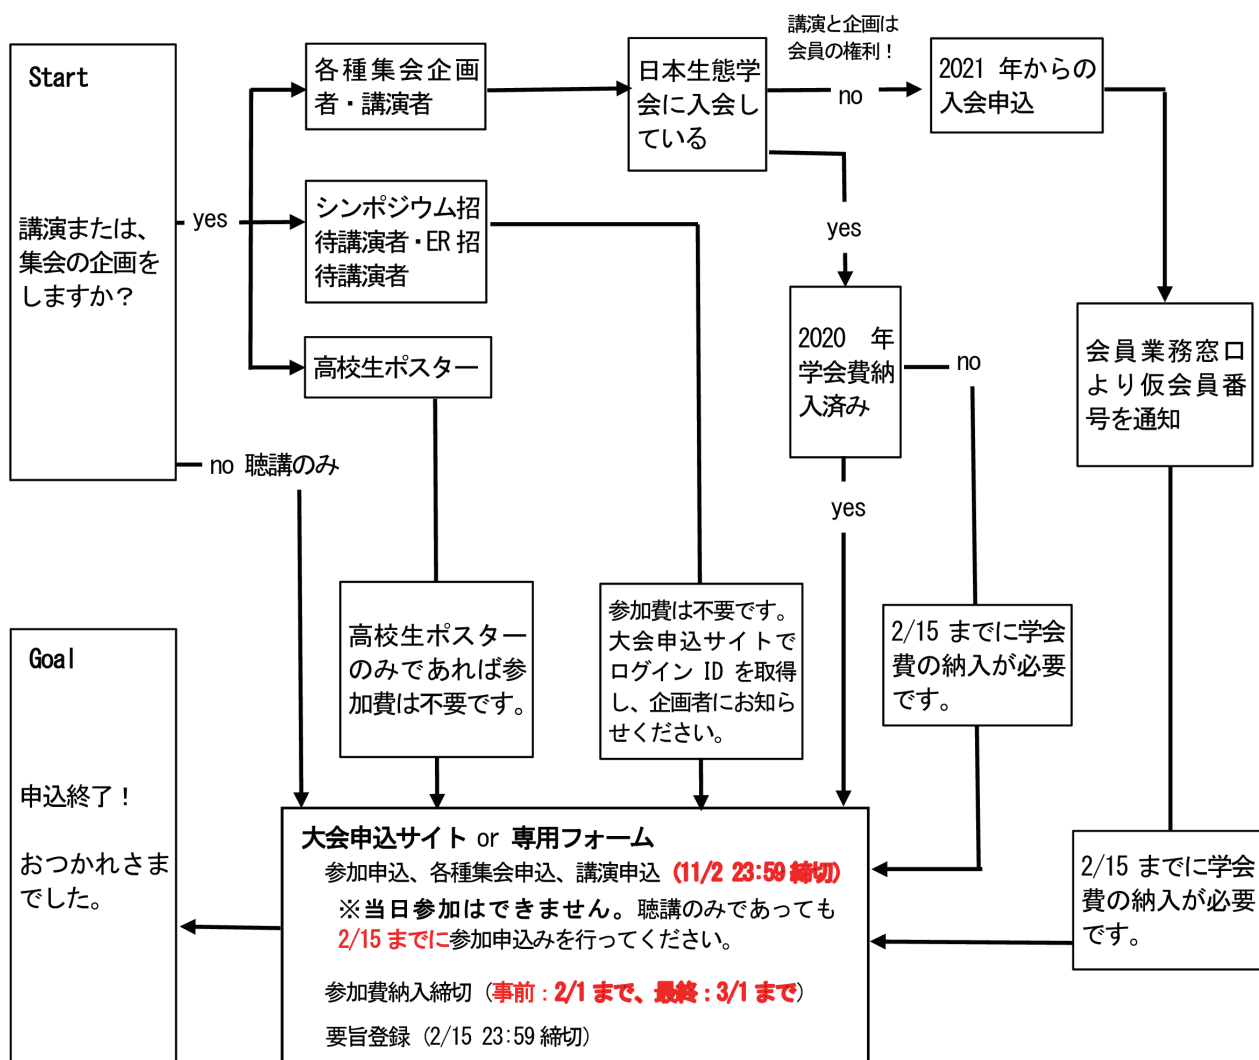 Start
講演または、
集会の企画を
しますか？
yes
各種集会企画
者・講演者
シンポジウム招
待講演者・ER 招
待講演者
高校生ポスター
no 聴講のみ
日本生態学
会に入会し
ている
講演と企画は
会員の権利！
no
2021 年からの
入会申込
yes
2020 年
学会費納
入済み
no
yes
会員業務窓口
より仮会員番
号を通知
高校生ポスター
のみであれば参
加費は不要です。
参加費は不要です。
大会申込サイトで
ログイン ID を取得
し、企画者にお知ら
せください。
2/15 までに学会
費の納入が必要
です。
2/15 までに学会
費の納入が必要
です。
大会申込サイト or 専用フォーム
参加申込、各種集会申込、講演申込（11/2 23:59 締切）
※当日参加はできません。聴講のみであっても
2/15 までに参加申込みを行ってください。
参加費納入締切（事前：2/1 まで、最終：3/1 まで）
要旨登録（2/15 23:59 締切）
Goal
申込終了！
おつかれさま
でした。